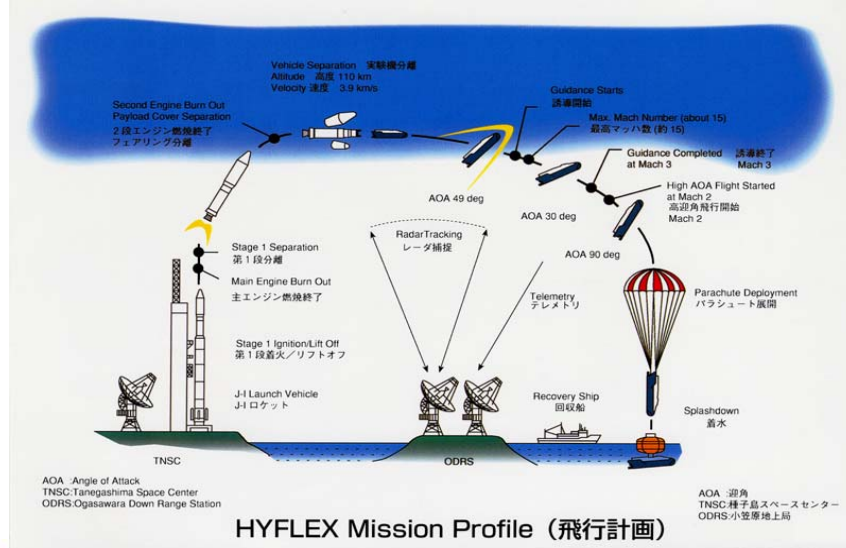 Vehicle Separation 実験機分離
Altitude 高度 110 km
Velocity 速度 3.9 km/s
Second Engine Burn Out
Payload Cover Separation
2段エンジン燃焼終了
フェアリング分離
Guidance Starts
誘導開始
Max. Mach Number (about 15)
最高マッハ数 (約 15)
Guidance Completed 誘導終了
at Mach 3 Mach 3
High AOA Flight Started
at Mach 2
高迎角飛行開始
Mach 2
AOA 49 deg
AOA 30 deg
AOA 90 deg
RadarTracking
レーダ捕捉
Stage 1 Separation
第1段分離
Main Engine Burn Out
主エンジン燃焼終了
Telemetry
テレメトリ
Parachute Deployment
パラシュート展開
Stage 1 Ignition/Lift Off
第1段着火/リフトオフ
J-I Launch Vehicle
J-I ロケット
Recovery Ship
回収船
Splashdown
着水
TNSC
ODRS
AOA :Angle of Attack
TNSC:Tanegashima Space Center
ODRS:Ogasawara Down Range Station
AOA :迎角
TNSC:種子島スペースセンター
ODRS:小笠原地上局
HYFLEX Mission Profile (飛行計画)